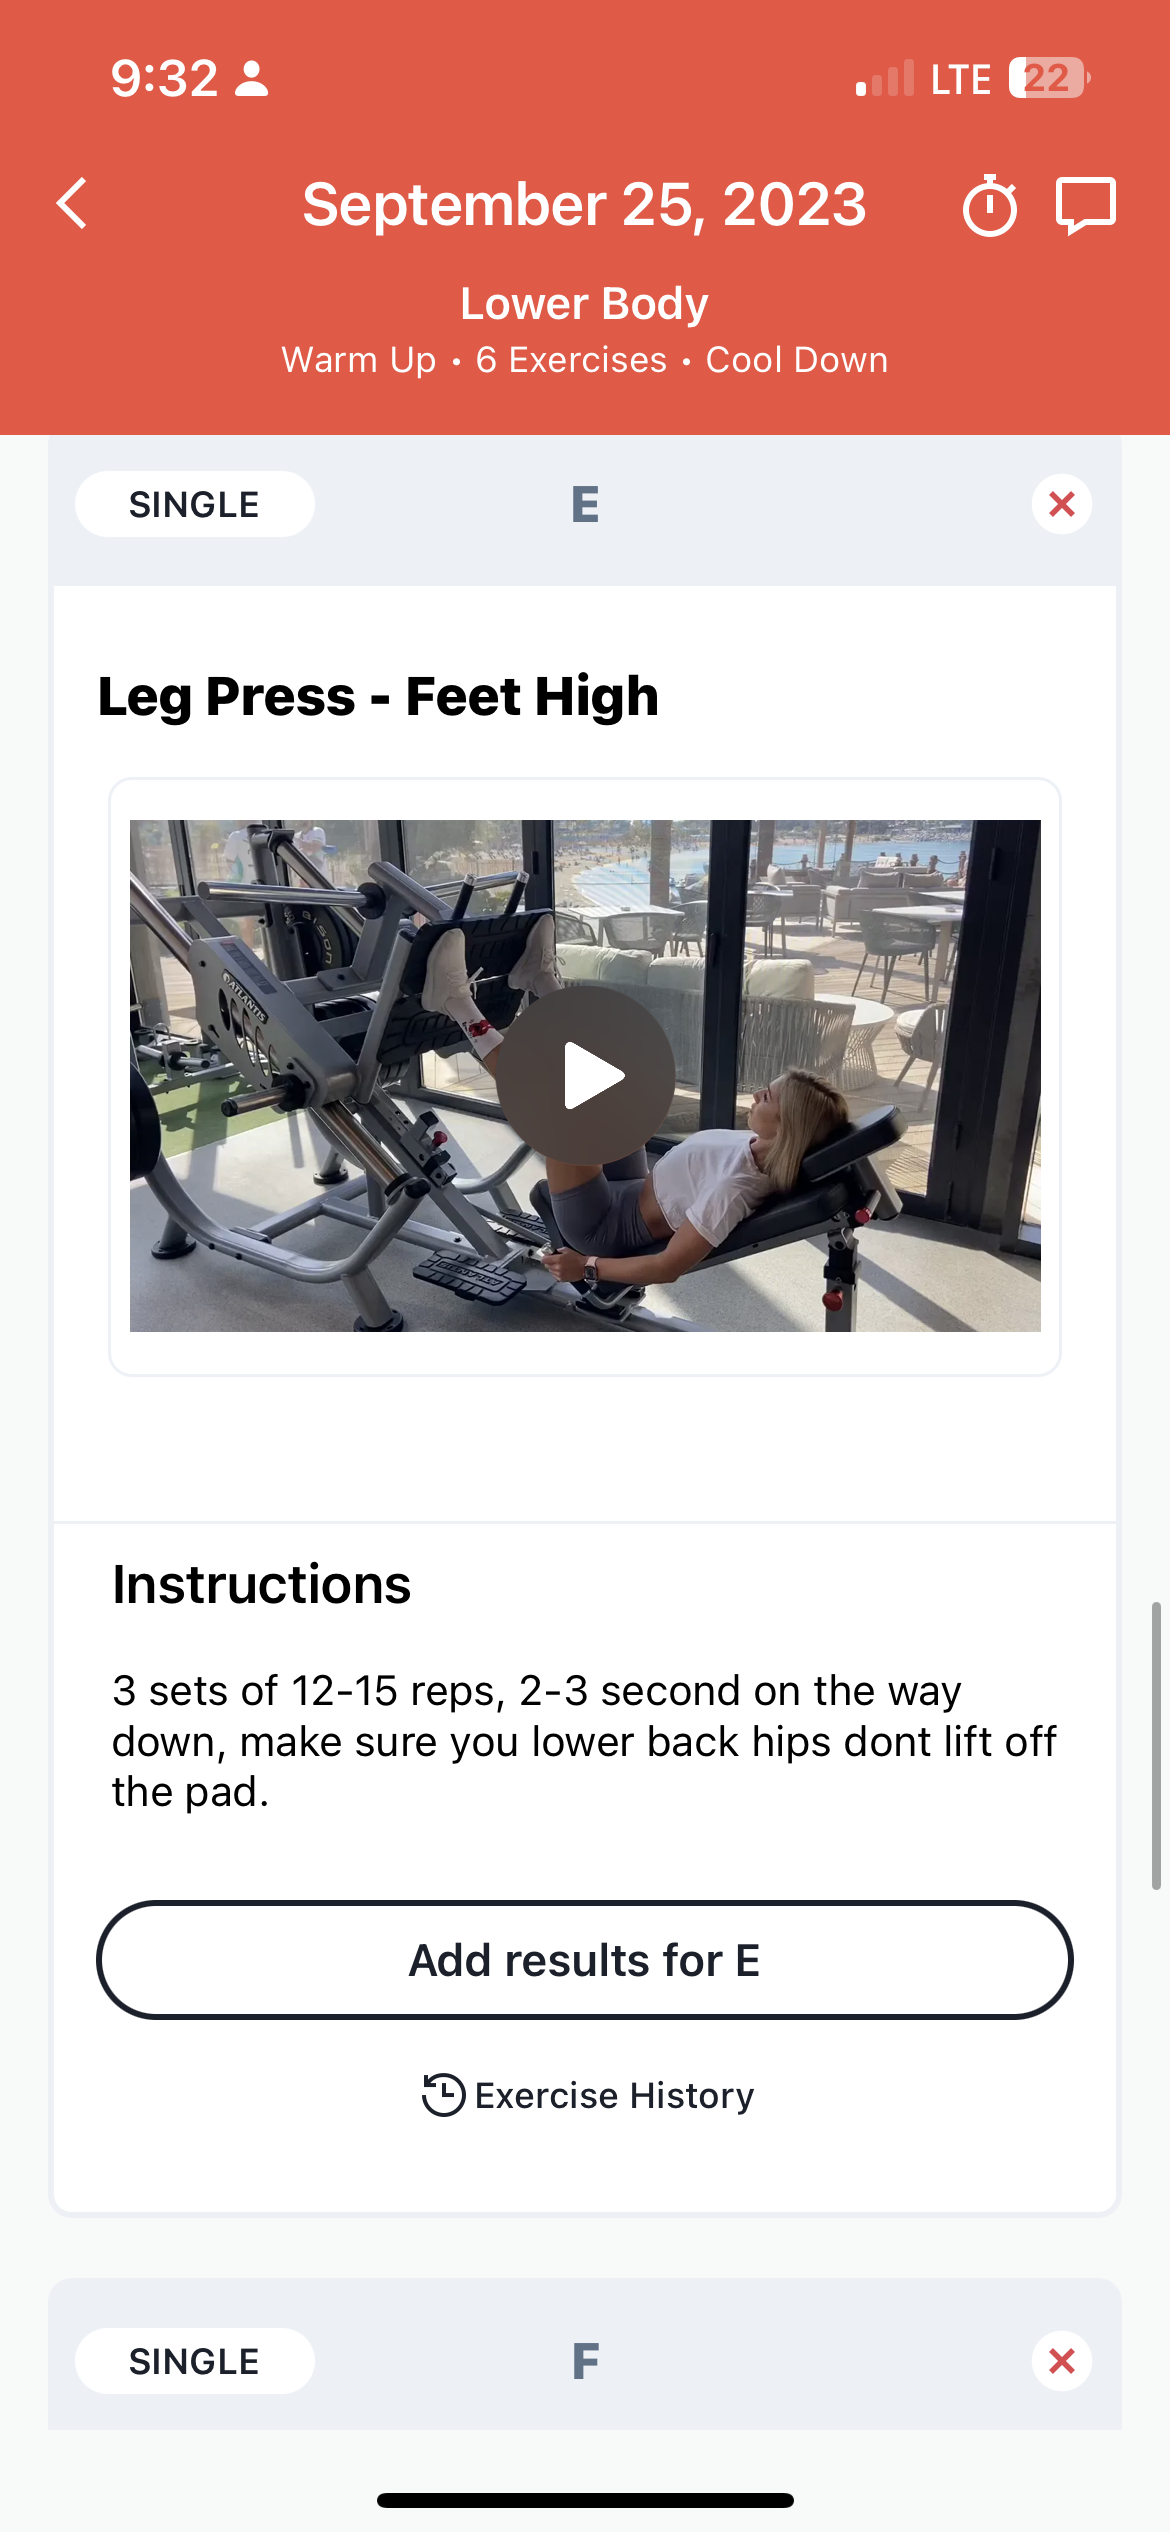 9:32
LTE 22
September 25, 2023
Lower Body
Warm Up • 6 Exercises • Cool Down
SINGLE E
Leg Press - Feet High
ATLANTIS
Instructions
3 sets of 12-15 reps, 2-3 second on the way
down, make sure you lower back hips dont lift off
the pad.
Add results for E
Exercise History
SINGLE F